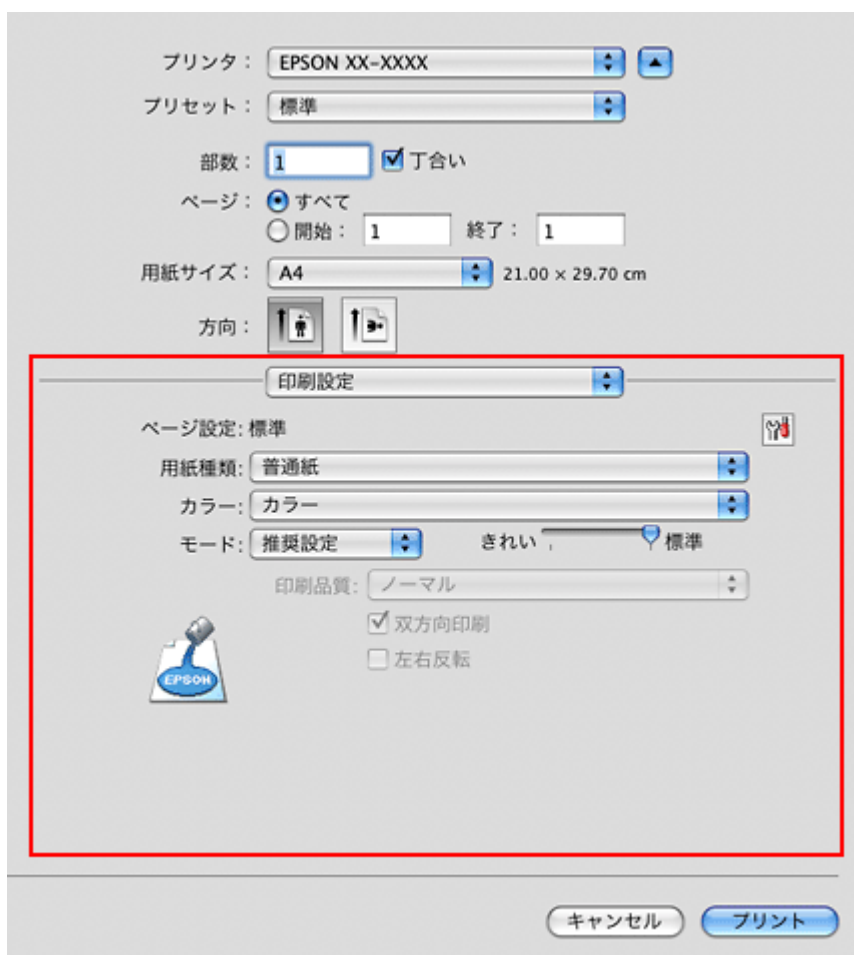 プリンタ： EPSON XX-XXXX
プリセット： 標準
部数： 1 丁合い
ページ： すべて
開始： 1 終了： 1
用紙サイズ： A4 21.00 × 29.70 cm
方向：
印刷設定
ページ設定: 標準
用紙種類: 普通紙
カラー: カラー
モード: 推奨設定 きれい 標準
印刷品質: ノーマル
双方向印刷
左右反転
EPSON
キャンセル プリント